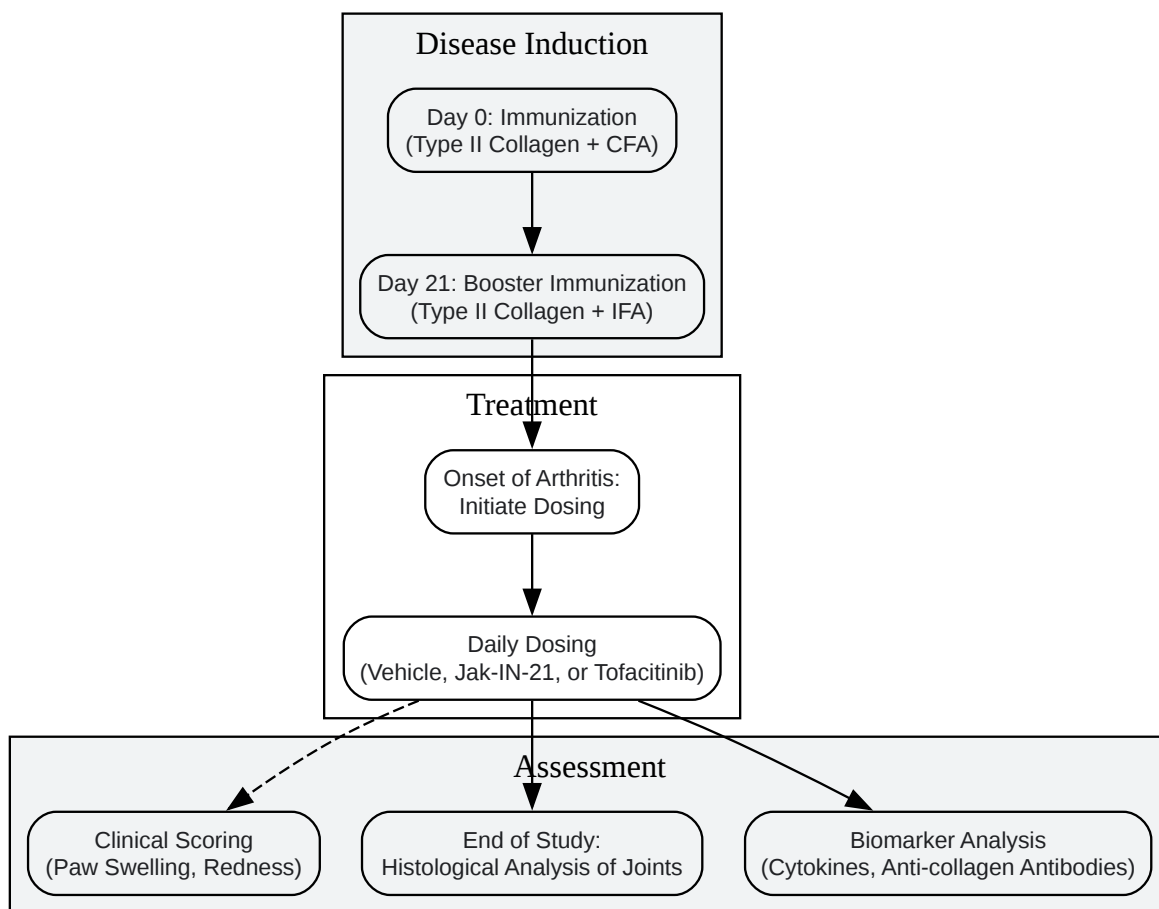 Disease Induction
Day 0: Immunization
(Type II Collagen + CFA)
Day 21: Booster Immunization
(Type II Collagen + IFA)
Treatment
Onset of Arthritis:
Initiate Dosing
Daily Dosing
(Vehicle, Jak-IN-21, or Tofacitinib)
Assessment
Clinical Scoring
(Paw Swelling, Redness)
End of Study:
Histological Analysis of Joints
Biomarker Analysis
(Cytokines, Anti-collagen Antibodies)